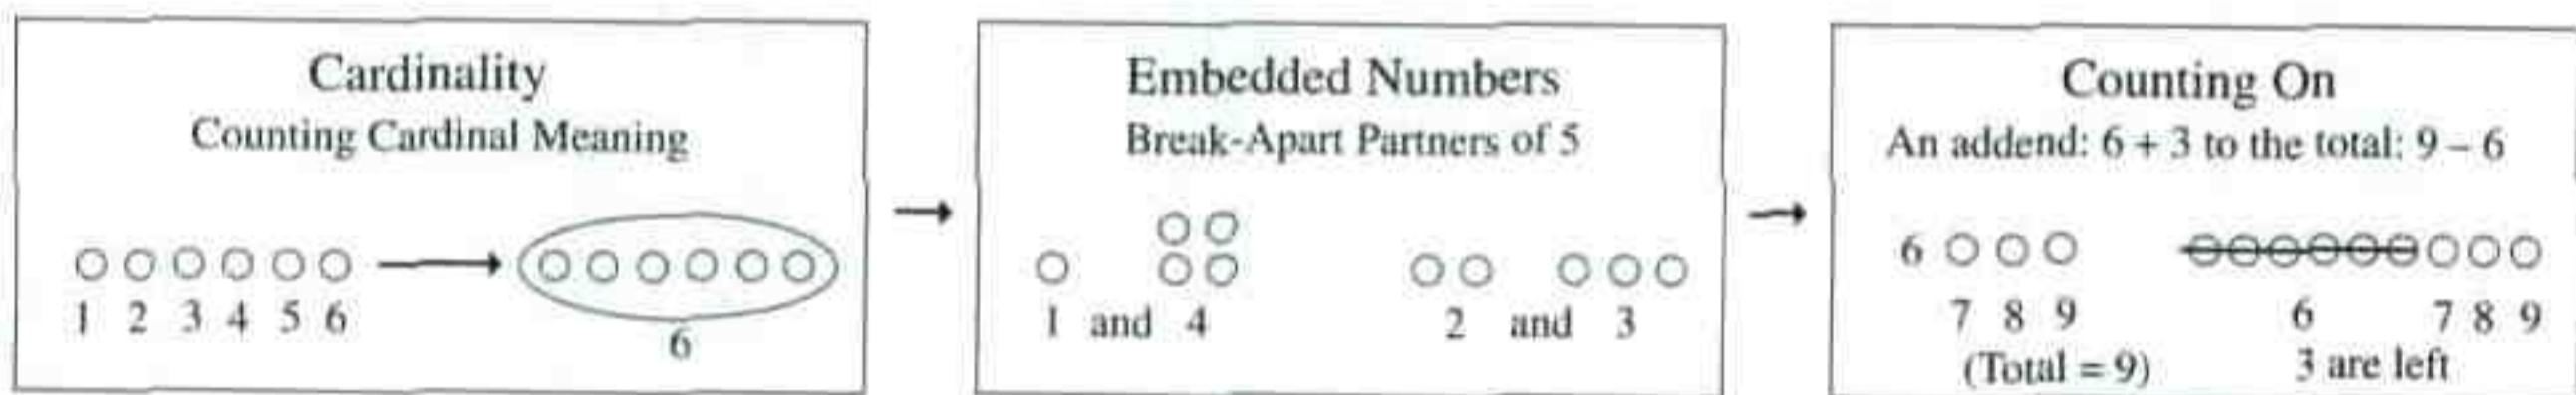 Cardinality
Counting Cardinal Meaning
1 2 3 4 5 6
6
Embedded Numbers
Break-Apart Partners of 5
1 and 4
2 and 3
Counting On
An addend: 6 + 3 to the total: 9 – 6
6
7 8 9
(Total = 9)
6 7 8 9
3 are left